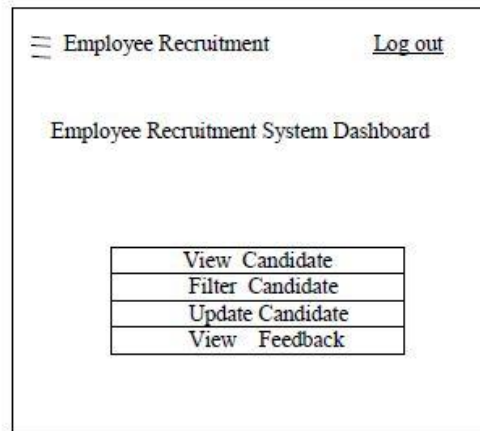 Employee Recruitment Log out
Employee Recruitment System Dashboard
View Candidate
Filter Candidate
Update Candidate
View Feedback